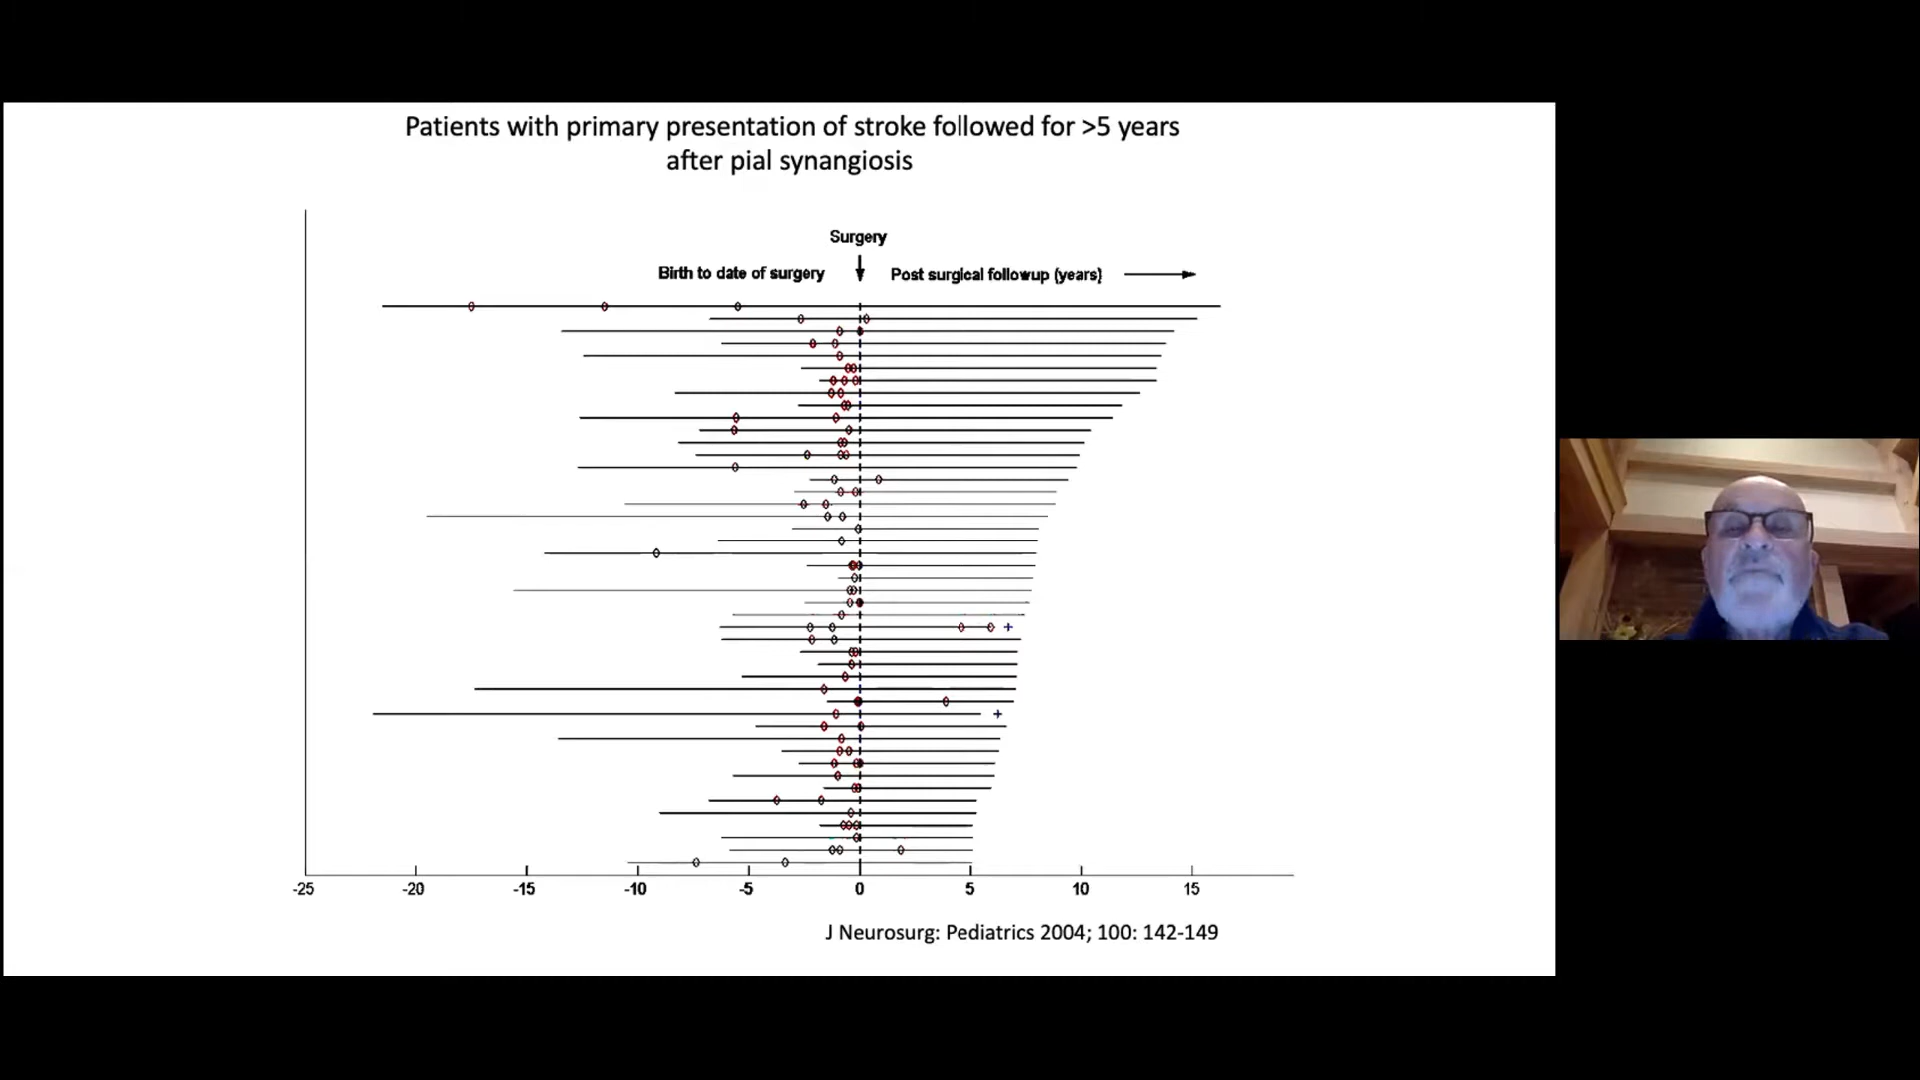 Patients with primary presentation of stroke followed for >5 years
after pial synangiosis
Surgery
Birth to date of surgery
Post surgical followup (years)
-25 -20 -15 -10 -5 0 5 10 15
J Neurosurg: Pediatrics 2004; 100: 142-149